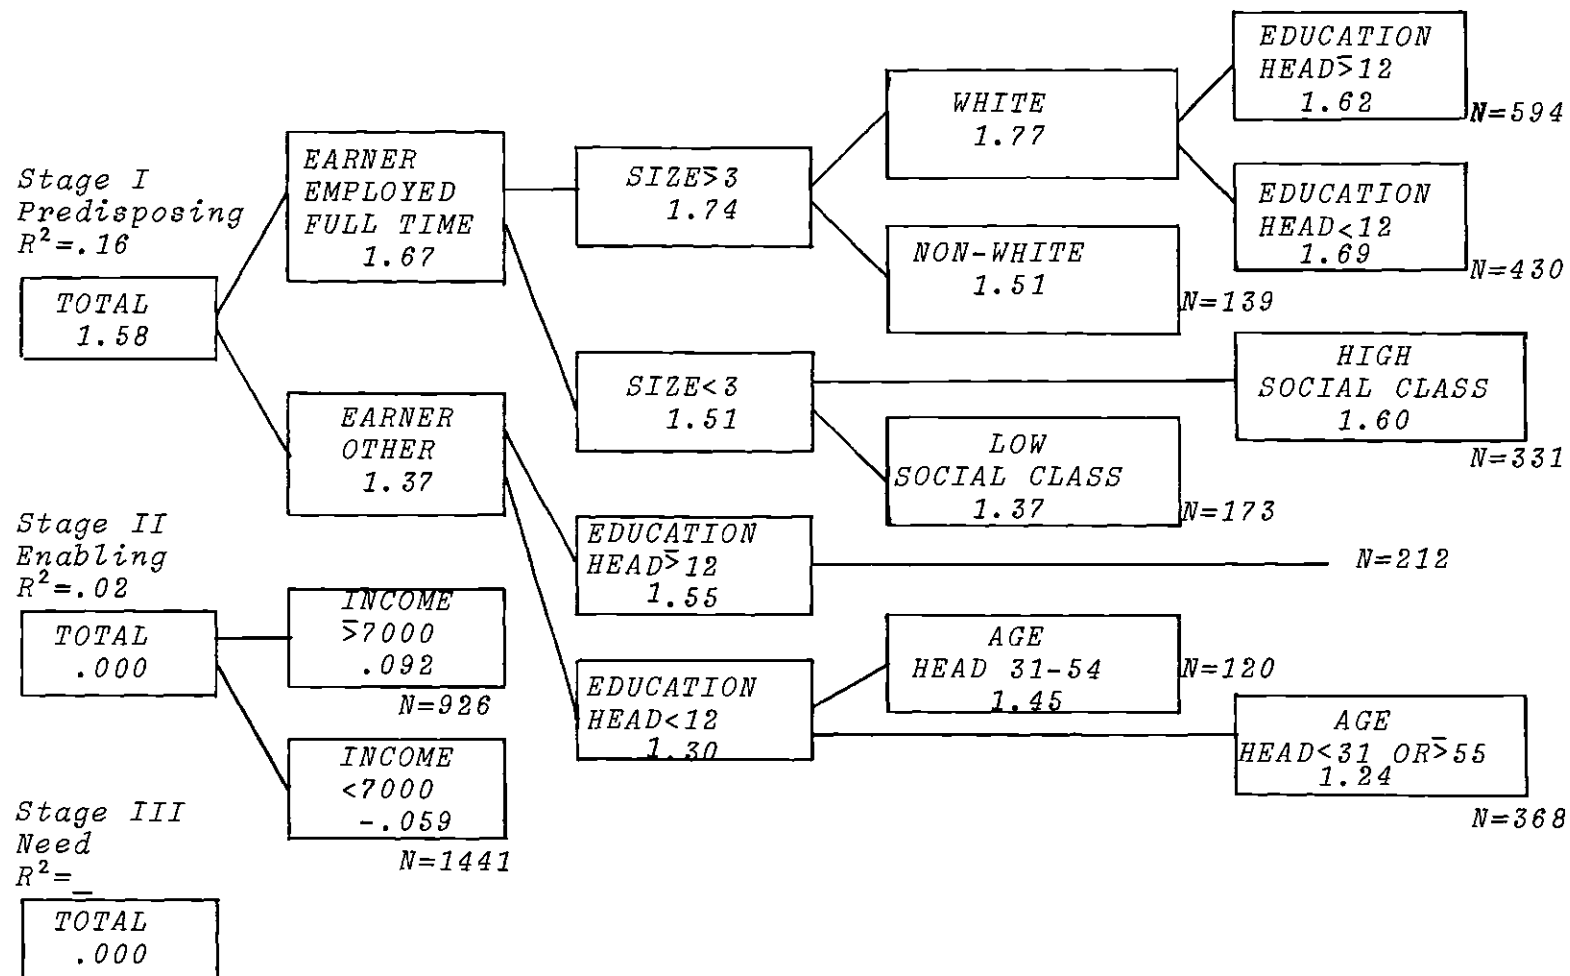 Stage I
Predisposing
R²=.16
TOTAL
1.58
EARNER
EMPLOYED
FULL TIME
1.67
EARNER
OTHER
1.37
SIZE>̅3
1.74
SIZE<3
1.51
EDUCATION
HEAD>̅12
1.55
EDUCATION
HEAD<12
1.30
WHITE
1.77
NON-WHITE
1.51
N=139
LOW
SOCIAL CLASS
1.37
N=173
AGE
HEAD 31-54
1.45
N=120
EDUCATION
HEAD>̅12
1.62
N=594
EDUCATION
HEAD<12
1.69
N=430
HIGH
SOCIAL CLASS
1.60
N=331
N=212
AGE
HEAD<31 OR>̅55
1.24
N=368
Stage II
Enabling
R²=.02
TOTAL
.000
INCOME
>̅7000
.092
N=926
INCOME
<7000
-.059
N=1441
Stage III
Need
R²=_
TOTAL
.000